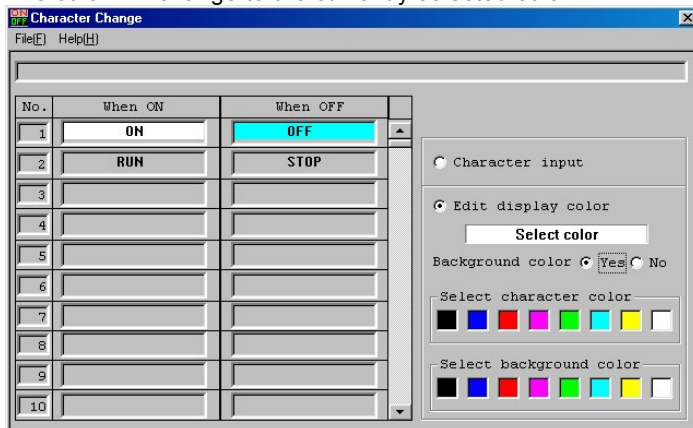 ON
OFF Character Change
File(F) Help(H)
No. When ON When OFF
1 ON OFF
2 RUN STOP
3
4
5
6
7
8
9
10
Character input
Edit display color
Select color
Background color Yes No
Select character color
Select background color